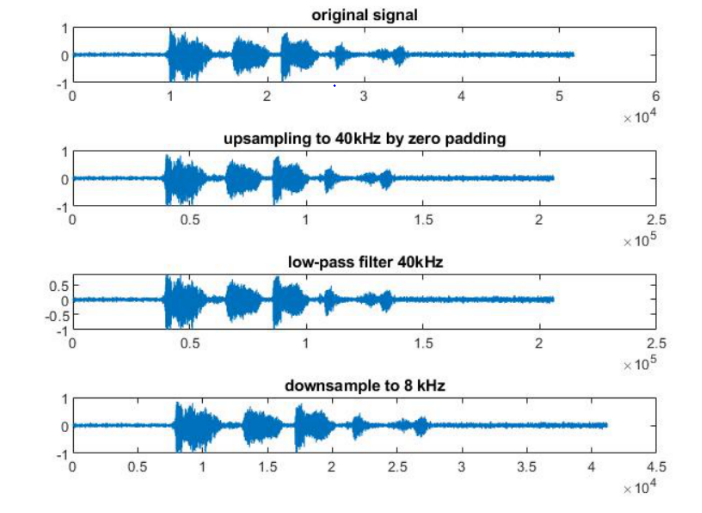 original signal
1
0
-1
0 1 2 3 4 5 6
×10^4
upsampling to 40kHz by zero padding
1
0
-1
0 0.5 1 1.5 2 2.5
×10^5
low-pass filter 40kHz
0.5
0
-0.5
-1
0 0.5 1 1.5 2 2.5
×10^5
downsample to 8 kHz
1
0
-1
0 0.5 1 1.5 2 2.5 3 3.5 4 4.5
×10^4